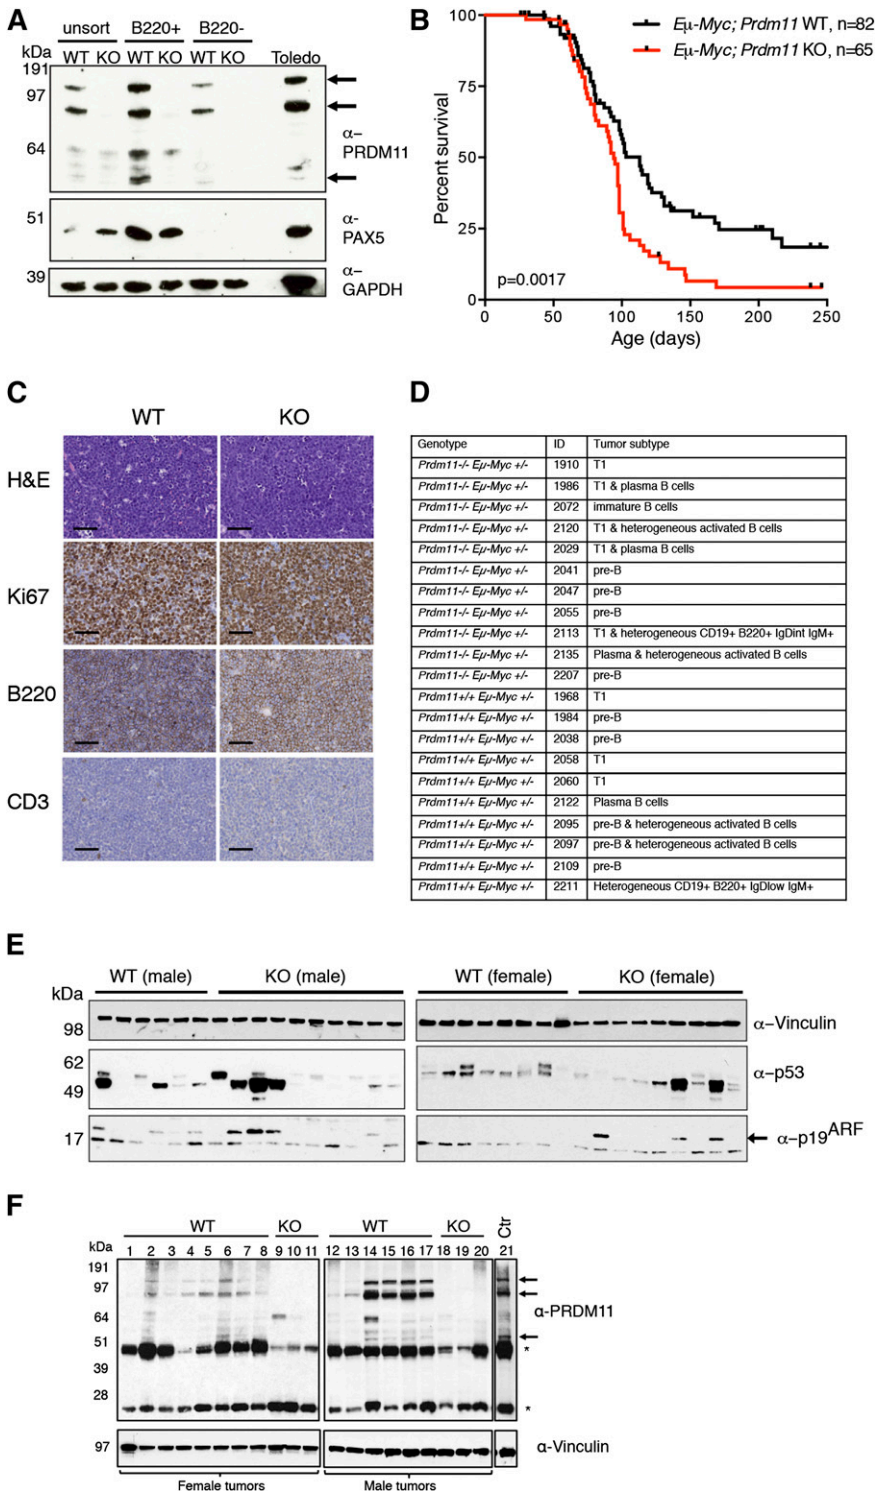 A
unsort B220+ B220-
kDa WT KO WT KO WT KO Toledo
191
97
64
α–
PRDM11
51
α-
PAX5
39
α–
GAPDH
B
Percent survival
100
75
50
25
0
0 50 100 150 200 250
Age (days)
Eμ-Myc; Prdm11 WT, n=82
Eμ-Myc; Prdm11 KO, n=65
p=0.0017
C
WT KO
H&E
Ki67
B220
CD3
D
Genotype ID Tumor subtype
Prdm11-/- Eμ-Myc +/- 1910 T1
Prdm11-/- Eμ-Myc +/- 1986 T1 & plasma B cells
Prdm11-/- Eμ-Myc +/- 2072 immature B cells
Prdm11-/- Eμ-Myc +/- 2120 T1 & heterogeneous activated B cells
Prdm11-/- Eμ-Myc +/- 2029 T1 & plasma B cells
Prdm11-/- Eμ-Myc +/- 2041 pre-B
Prdm11-/- Eμ-Myc +/- 2047 pre-B
Prdm11-/- Eμ-Myc +/- 2055 pre-B
Prdm11-/- Eμ-Myc +/- 2113 T1 & heterogeneous CD19+ B220+ IgDint IgM+
Prdm11-/- Eμ-Myc +/- 2135 Plasma & heterogeneous activated B cells
Prdm11-/- Eμ-Myc +/- 2207 pre-B
Prdm11+/+ Eμ-Myc +/- 1968 T1
Prdm11+/+ Eμ-Myc +/- 1984 pre-B
Prdm11+/+ Eμ-Myc +/- 2038 pre-B
Prdm11+/+ Eμ-Myc +/- 2058 T1
Prdm11+/+ Eμ-Myc +/- 2060 T1
Prdm11+/+ Eμ-Myc +/- 2122 Plasma B cells
Prdm11+/+ Eμ-Myc +/- 2095 pre-B & heterogeneous activated B cells
Prdm11+/+ Eμ-Myc +/- 2097 pre-B & heterogeneous activated B cells
Prdm11+/+ Eμ-Myc +/- 2109 pre-B
Prdm11+/+ Eμ-Myc +/- 2211 Heterogeneous CD19+ B220+ IgDlow IgM+
E
WT (male) KO (male) WT (female) KO (female)
kDa
98
α–Vinculin
62
49
α–p53
17
α–p19ARF
F
WT KO WT KO Ctr
kDa 1 2 3 4 5 6 7 8 9 10 11 12 13 14 15 16 17 18 19 20 21
191
97
64
51
39
28
α-PRDM11
*
*
97
α-Vinculin
Female tumors Male tumors